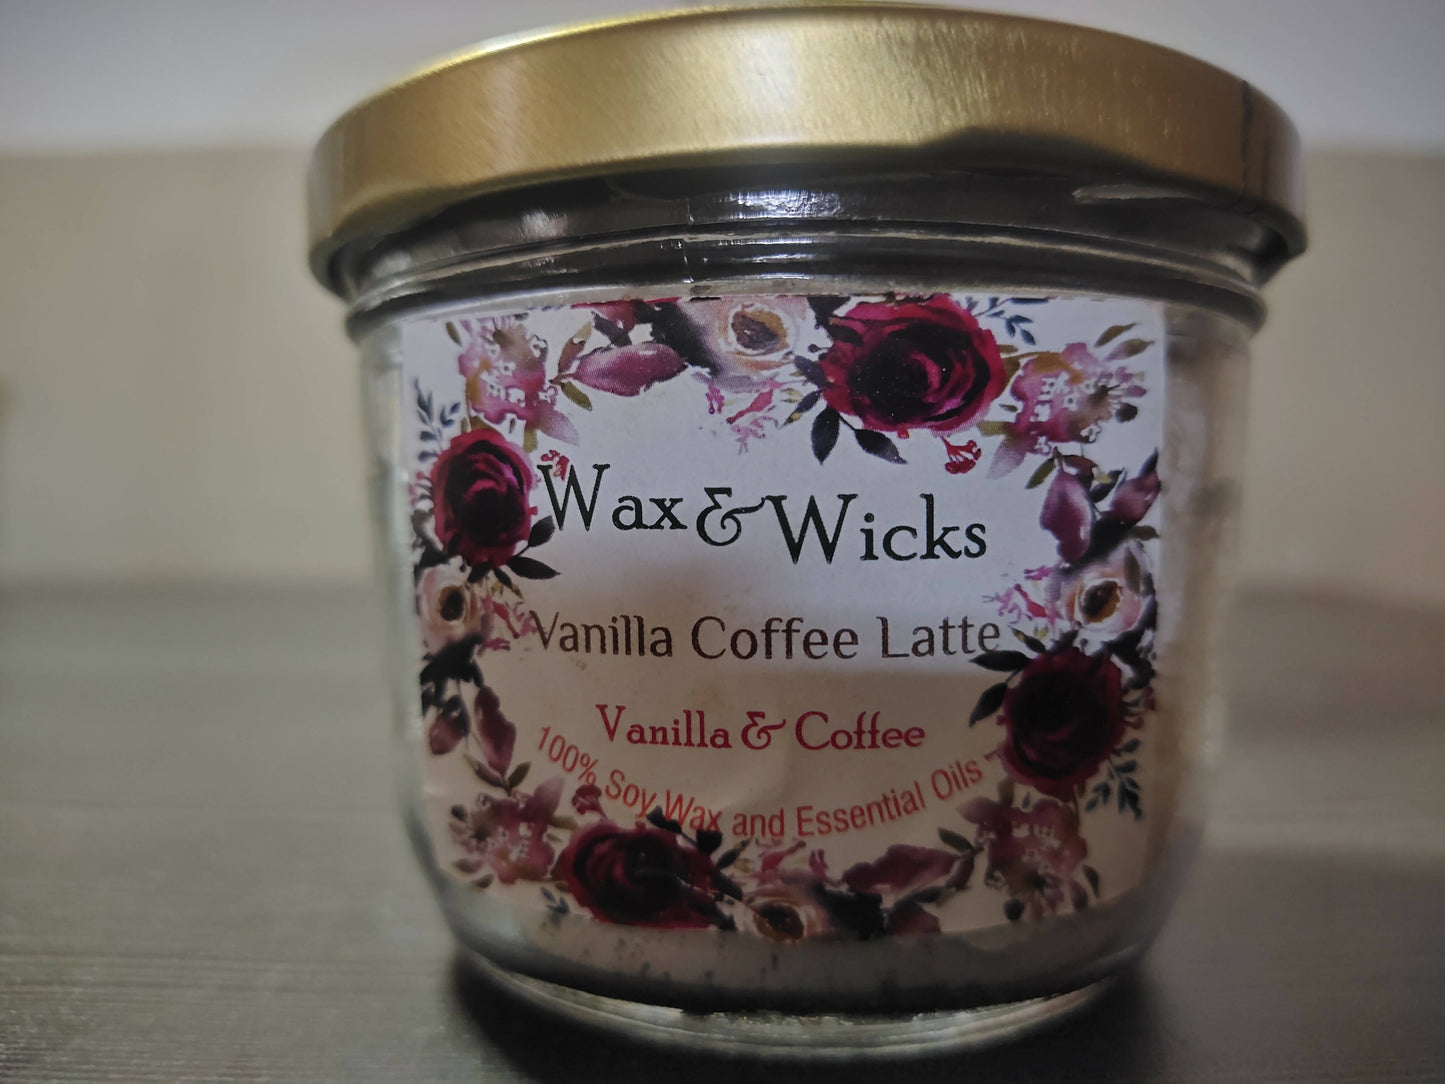 Wax & Wicks
Vanilla Coffee Latte
Vanilla & Coffee
100% Soy Wax and Essential Oils